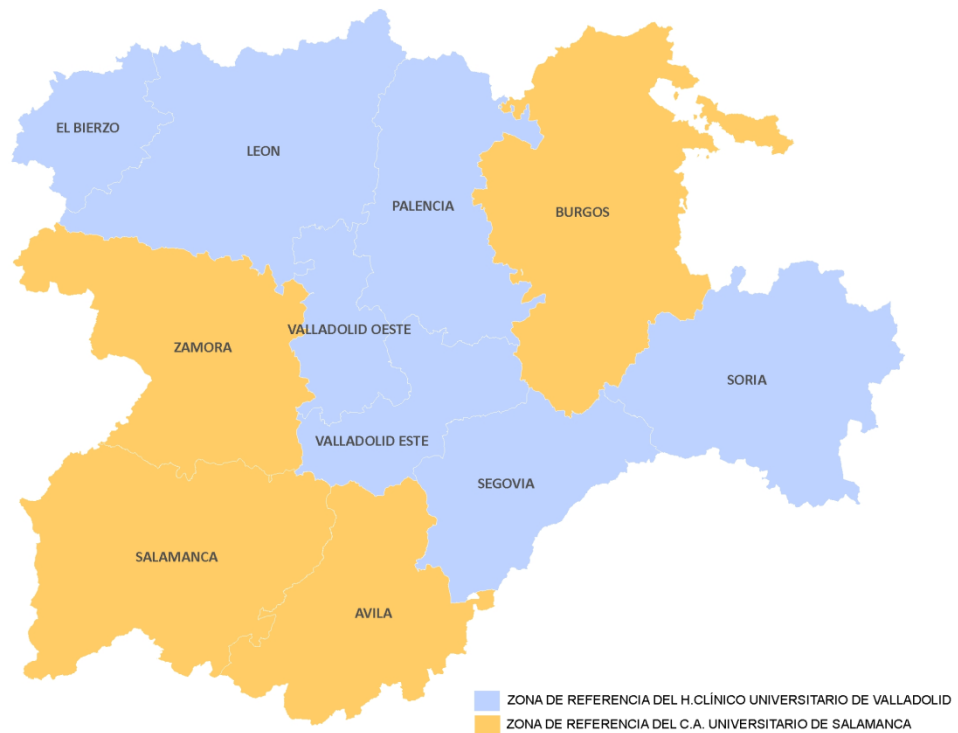 EL BIERZO
LEON
PALENCIA
BURGOS
VALLADOLID OESTE
ZAMORA
SORIA
VALLADOLID ESTE
SEGOVIA
SALAMANCA
AVILA
ZONA DE REFERENCIA DEL H.CLÍNICO UNIVERSITARIO DE VALLADOLID
ZONA DE REFERENCIA DEL C.A. UNIVERSITARIO DE SALAMANCA